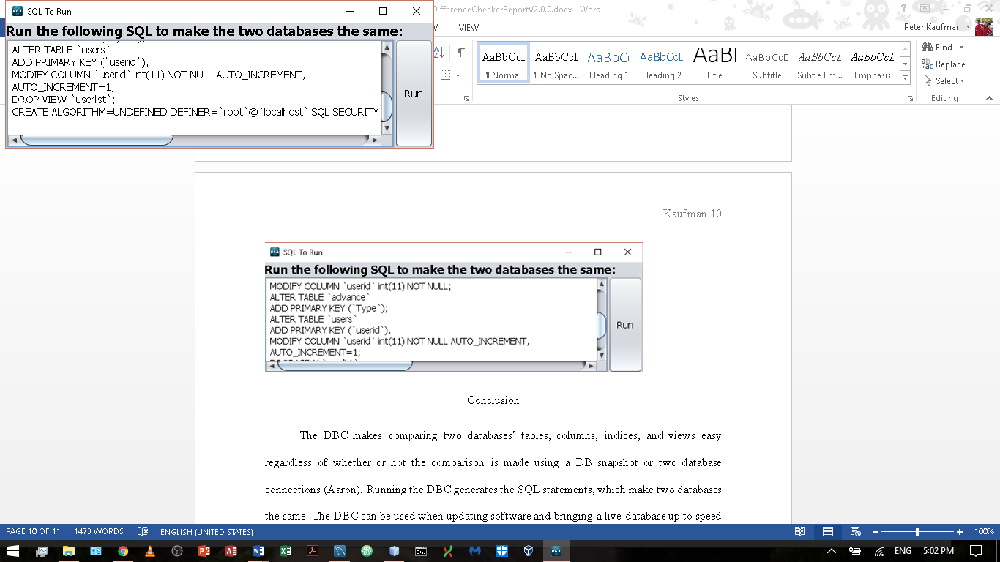 SQL To Run
Run the following SQL to make the two databases the same:
ALTER TABLE `users`
ADD PRIMARY KEY (`userid`),
MODIFY COLUMN `userid` int(11) NOT NULL AUTO_INCREMENT,
AUTO_INCREMENT=1;
DROP VIEW `userlist`;
CREATE ALGORITHM=UNDEFINED DEFINER=`root`@`localhost` SQL SECURITY
Run
DifferenceCheckerReportV2.0.0.docx - Word
VIEW
Peter Kaufman
AaBbCcI AaBbCcI AaBbCc AaBbCcD AaB AaBbCcD AaBbCcI AaBbCcI
¶ Normal ¶ No Spac... Heading 1 Heading 2 Title Subtitle Subtle Em... Emphasis
Styles
Find
Replace
Select
Editing
Kaufman 10
SQL To Run
Run the following SQL to make the two databases the same:
MODIFY COLUMN `userid` int(11) NOT NULL;
ALTER TABLE `advance`
ADD PRIMARY KEY (`Type`);
ALTER TABLE `users`
ADD PRIMARY KEY (`userid`),
MODIFY COLUMN `userid` int(11) NOT NULL AUTO_INCREMENT,
AUTO_INCREMENT=1;
Run
Conclusion
The DBC makes comparing two databases’ tables, columns, indices, and views easy
regardless of whether or not the comparison is made using a DB snapshot or two database
connections (Aaron). Running the DBC generates the SQL statements, which make two databases
the same. The DBC can be used when updating software and bringing a live database up to speed
PAGE 10 OF 11 1473 WORDS ENGLISH (UNITED STATES) 100%
ENG 5:02 PM